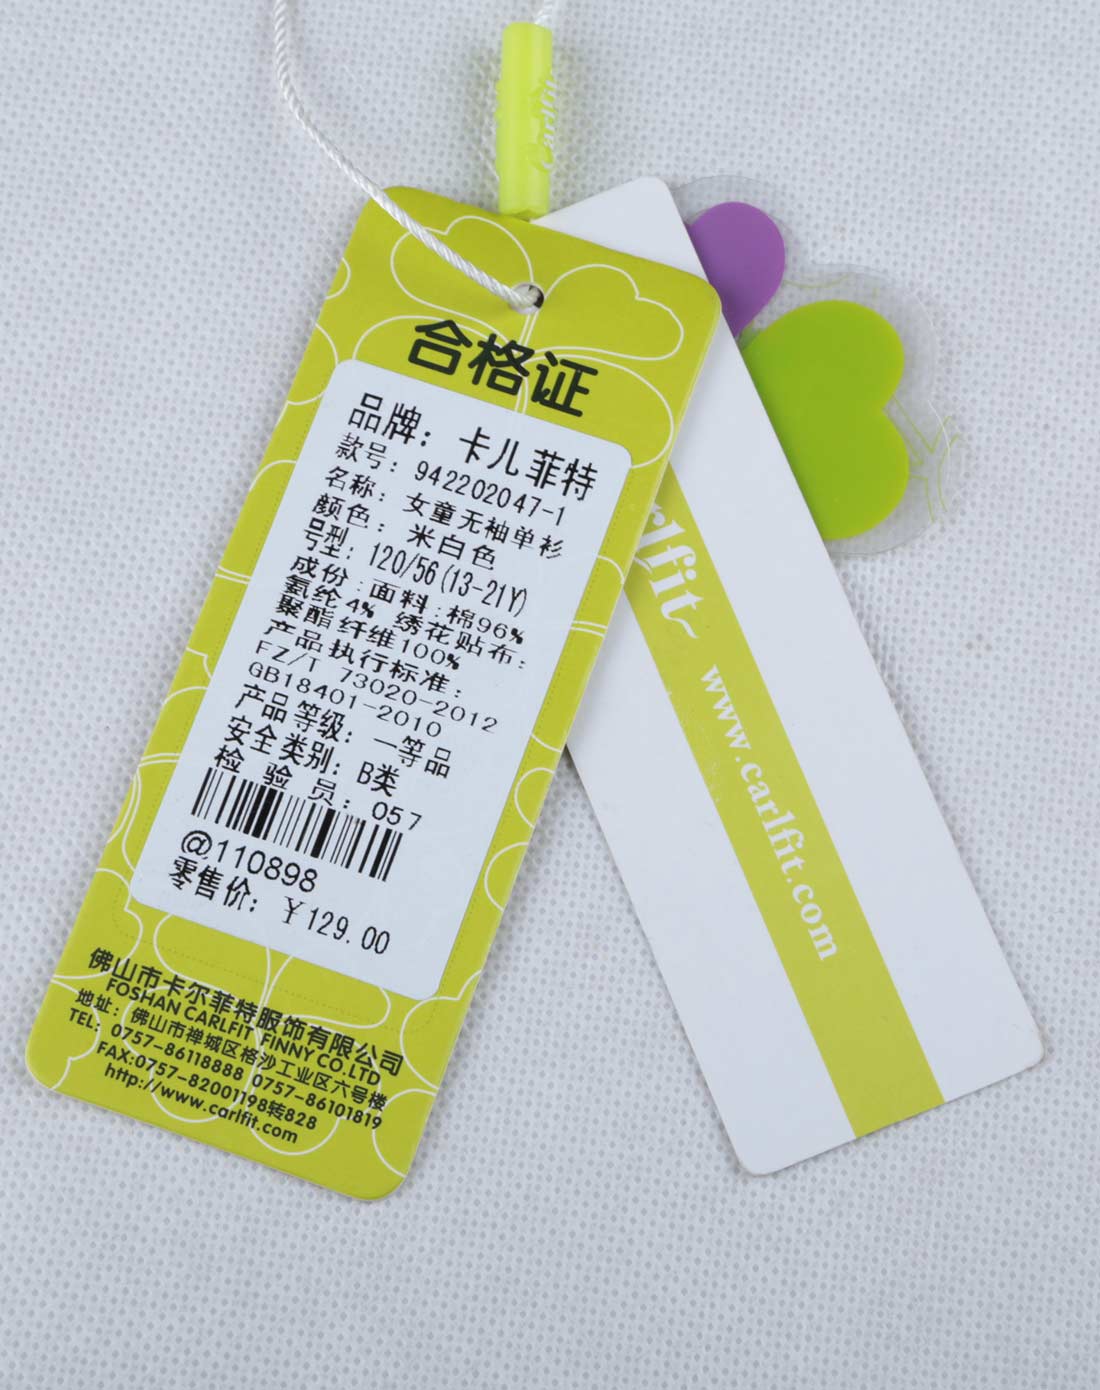 Carlfit
合格证
品牌: 卡儿菲特
款号: 942202047-1
名称: 女童无袖单衫
颜色: 米白色
号型: 120/56(13-21Y)
成份:面料:棉96%
氨纶4% 绣花贴布:
聚酯纤维100%
产品执行标准:
FZ/T 73020-2012
GB18401-2010
产品等级: 一等品
安全类别: B类
检 验 员: 057
@110898
零售价: ¥129.00
佛山市卡尔菲特服饰有限公司
FOSHAN CARLFIT FINNY CO.LTD
地址: 佛山市禅城区格沙工业区六号楼
TEL: 0757-86118888 0757-86101819
FAX:0757-82001198转828
http://www.carlfit.com
rlfit
www.carlfit.com